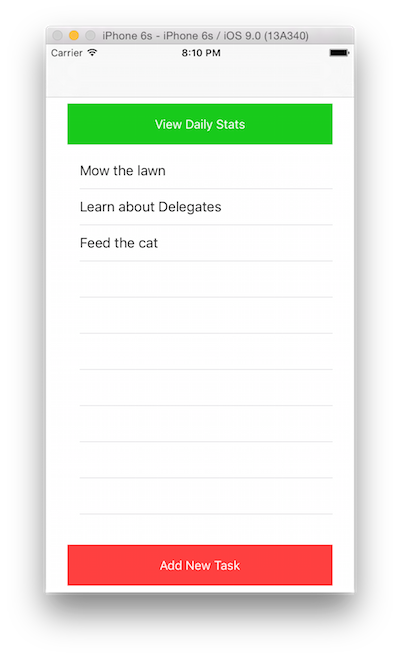 iPhone 6s - iPhone 6s / iOS 9.0 (13A340)
Carrier 8:10 PM
View Daily Stats
Mow the lawn
Learn about Delegates
Feed the cat
Add New Task